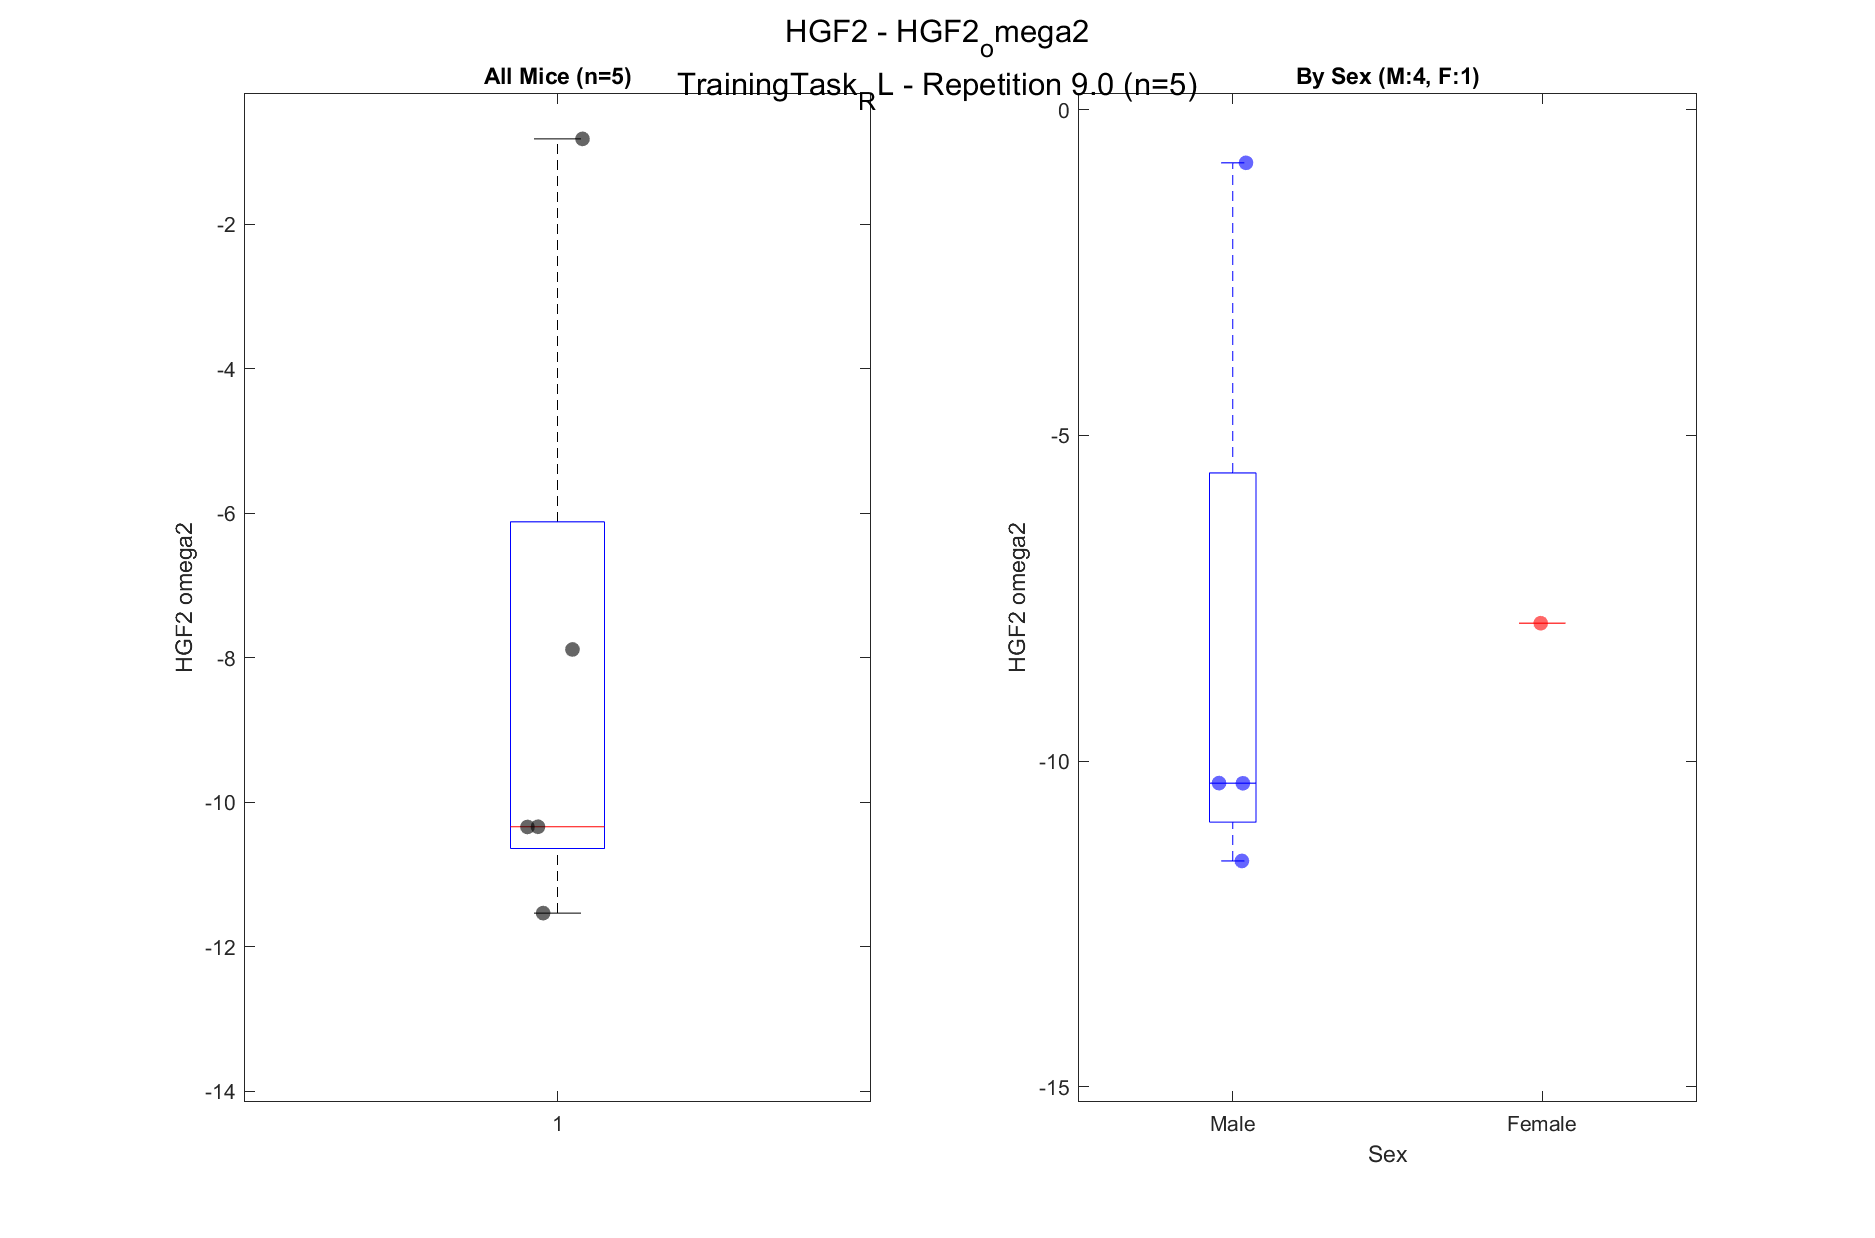 HGF2 - HGF2_omega2
TrainingTask_RL - Repetition 9.0 (n=5)
All Mice (n=5)
HGF2 omega2
-2
-4
-6
-8
-10
-12
-14
1
By Sex (M:4, F:1)
HGF2 omega2
0
-5
-10
-15
Male
Female
Sex